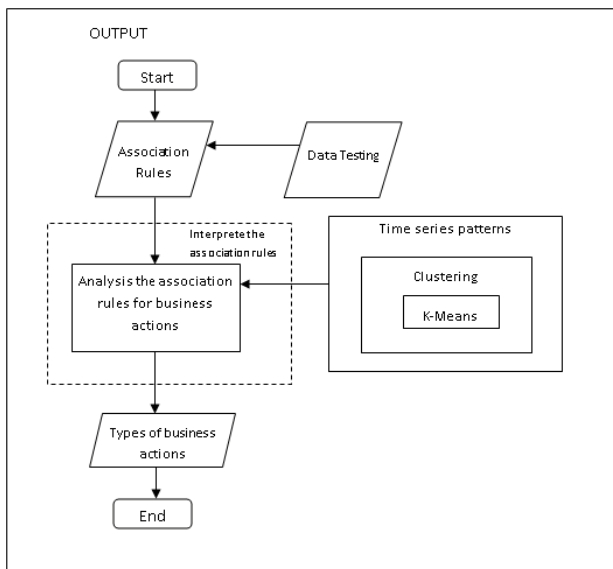 OUTPUT
Start
Association
Rules
Data Testing
Interprete the
association rules
Time series patterns
Analysis the association
rules for business
actions
Clustering
K-Means
Types of business
actions
End